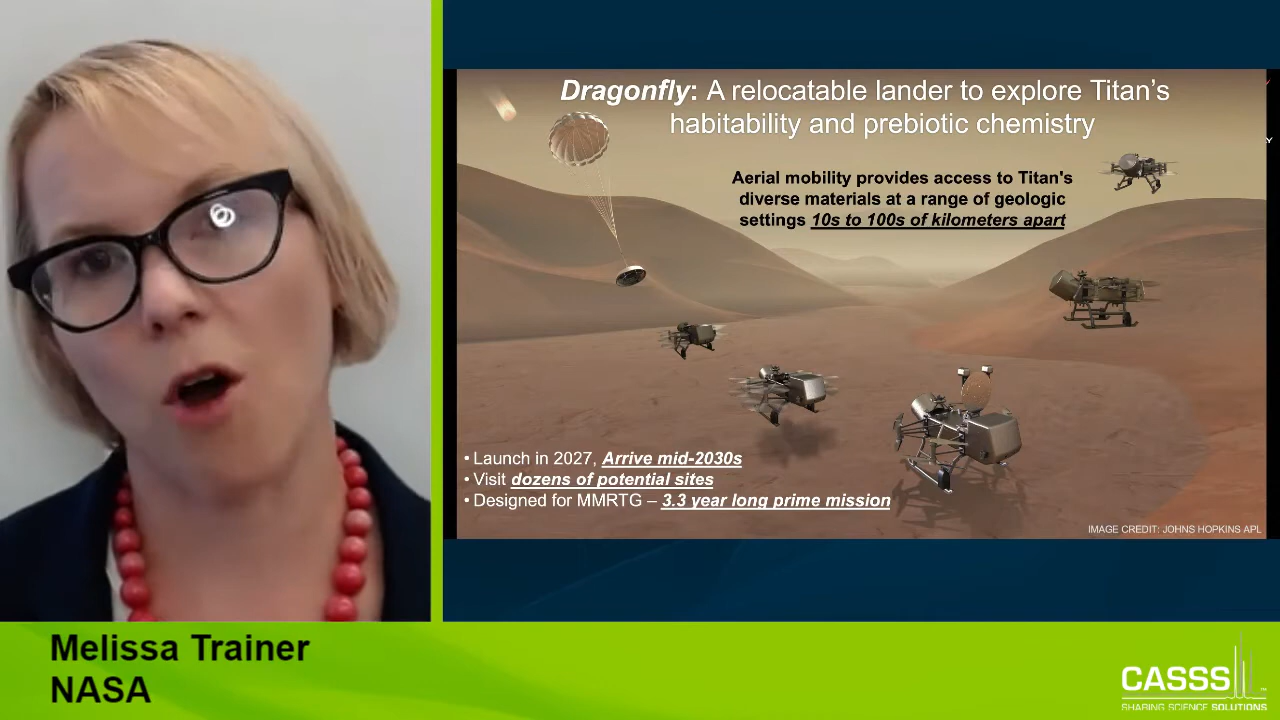 Dragonfly: A relocatable lander to explore Titan's
habitability and prebiotic chemistry
Aerial mobility provides access to Titan's
diverse materials at a range of geologic
settings 10s to 100s of kilometers apart
• Launch in 2027, Arrive mid-2030s
• Visit dozens of potential sites
• Designed for MMRTG – 3.3 year long prime mission
IMAGE CREDIT: JOHNS HOPKINS APL
Melissa Trainer
NASA
CASSS™
SHARING SCIENCE SOLUTIONS